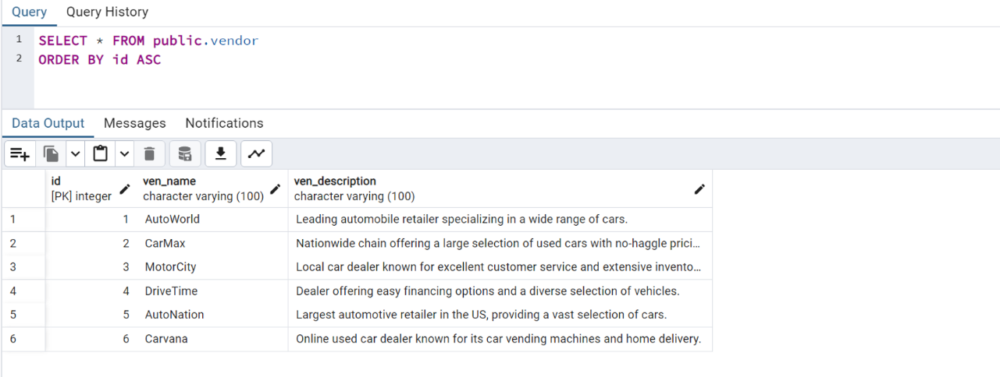 Query Query History
1 SELECT * FROM public.vendor
2 ORDER BY id ASC
Data Output Messages Notifications
id ven_name ven_description
[PK] integer character varying (100) character varying (100)
1 1 AutoWorld Leading automobile retailer specializing in a wide range of cars.
2 2 CarMax Nationwide chain offering a large selection of used cars with no-haggle prici...
3 3 MotorCity Local car dealer known for excellent customer service and extensive invento...
4 4 DriveTime Dealer offering easy financing options and a diverse selection of vehicles.
5 5 AutoNation Largest automotive retailer in the US, providing a vast selection of cars.
6 6 Carvana Online used car dealer known for its car vending machines and home delivery.